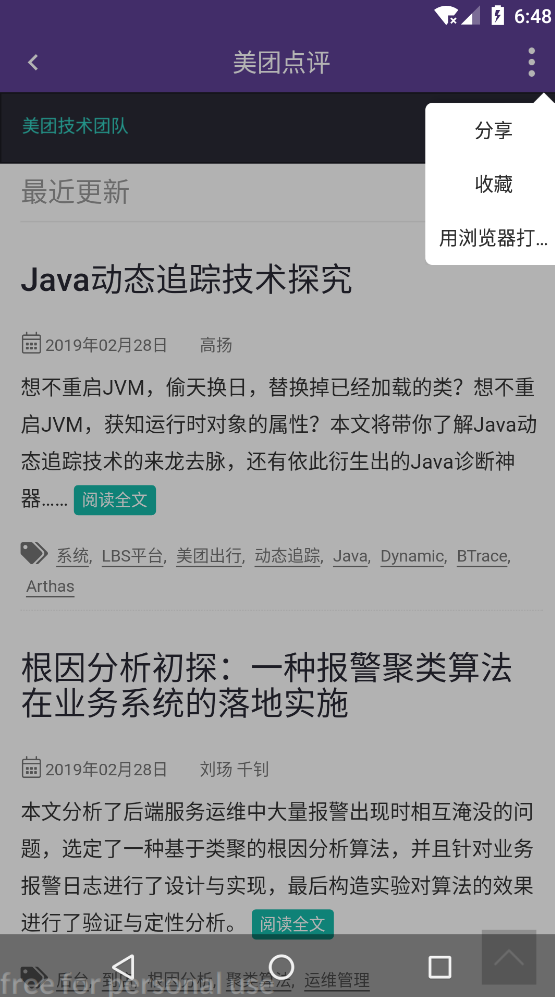 6:48
美团点评
美团技术团队
分享
收藏
用浏览器打…
最近更新
Java动态追踪技术探究
2019年02月28日 高扬
想不重启JVM，偷天换日，替换掉已经加载的类？想不重
启JVM，获知运行时对象的属性？本文将带你了解Java动
态追踪技术的来龙去脉，还有依此衍生出的Java诊断神
器…… 阅读全文
系统, LBS平台, 美团出行, 动态追踪, Java, Dynamic, BTrace,
Arthas
根因分析初探：一种报警聚类算法
在业务系统的落地实施
2019年02月28日 刘玚 千钊
本文分析了后端服务运维中大量报警出现时相互淹没的问
题，选定了一种基于类聚的根因分析算法，并且针对业务
报警日志进行了设计与实现，最后构造实验对算法的效果
进行了验证与定性分析。 阅读全文
后台, 到店, 根因分析, 聚类算法, 运维管理
free for personal use